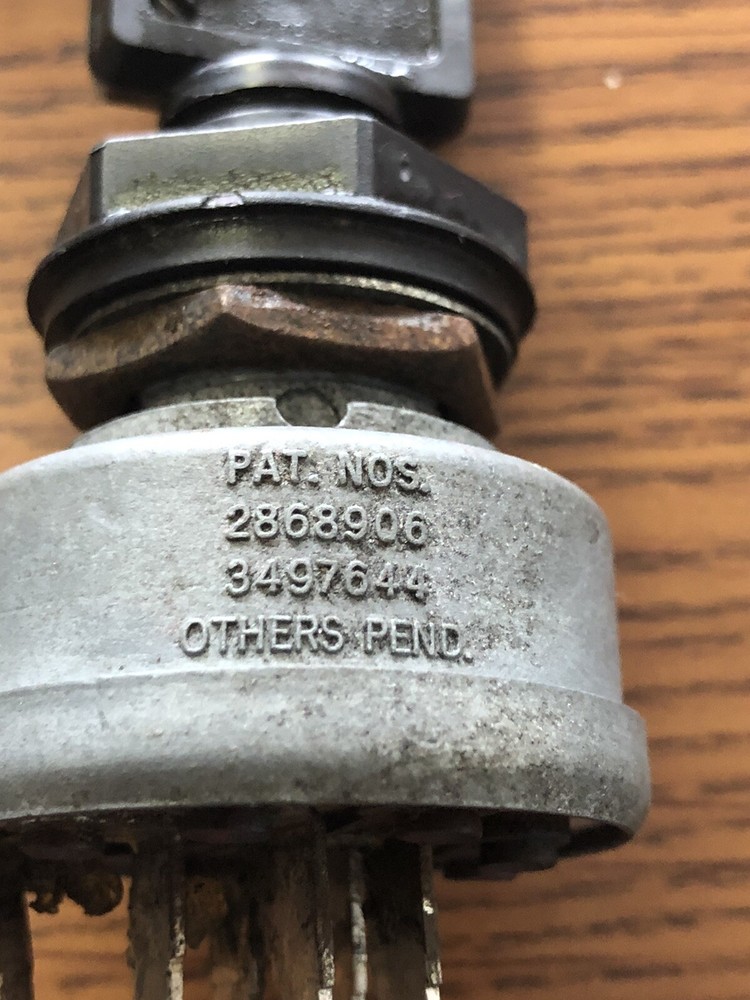 PAT. NOS.
2868906
3497644
OTHERS PEND.